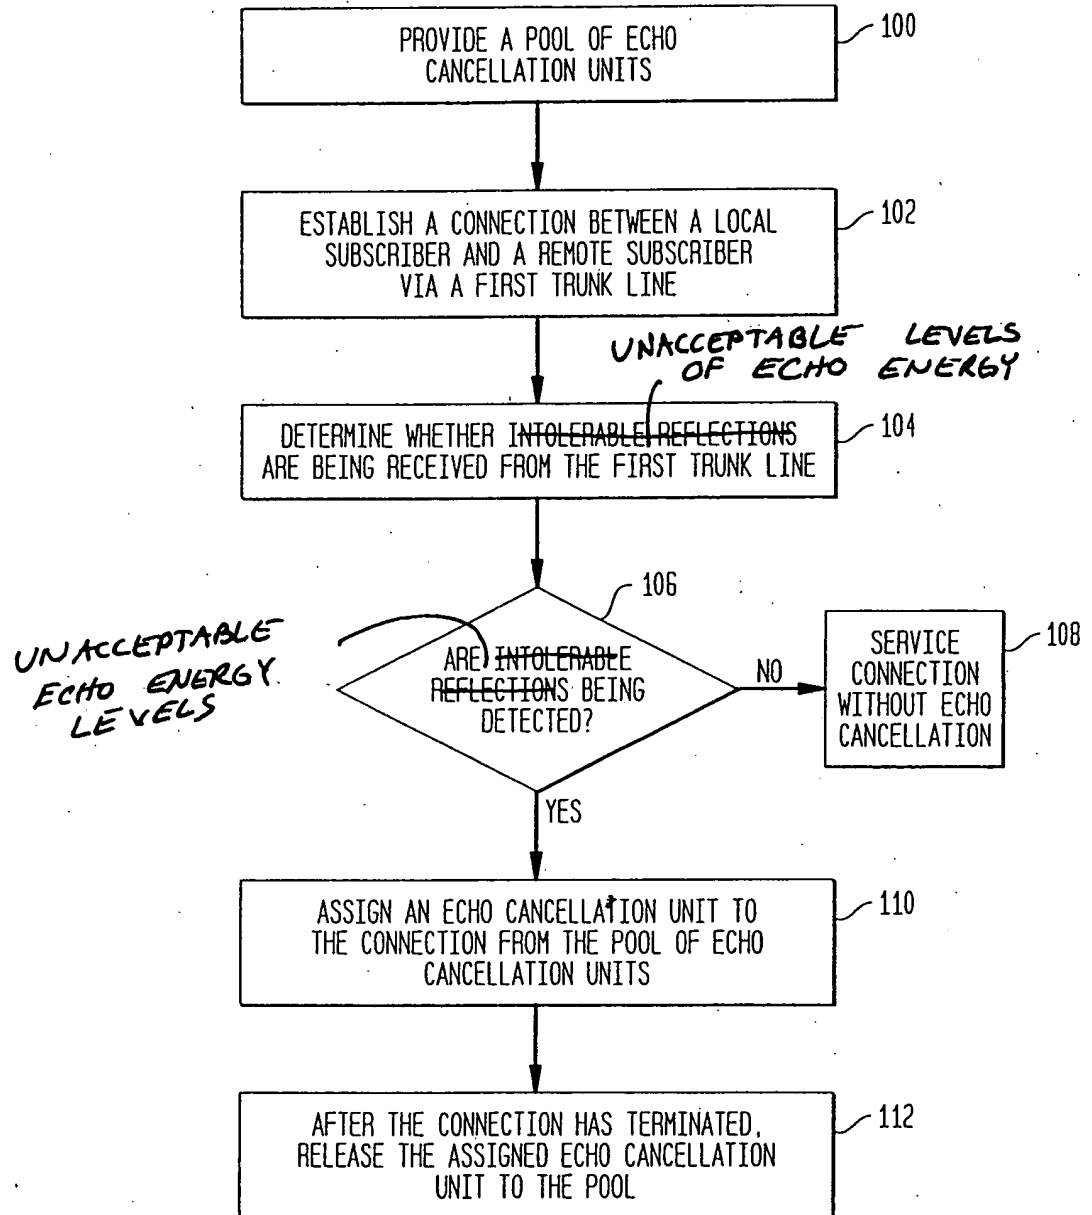 PROVIDE A POOL OF ECHO
CANCELLATION UNITS
100
ESTABLISH A CONNECTION BETWEEN A LOCAL
SUBSCRIBER AND A REMOTE SUBSCRIBER
VIA A FIRST TRUNK LINE
102
UNACCEPTABLE LEVELS
OF ECHO ENERGY
DETERMINE WHETHER INTOLERABLE REFLECTIONS
ARE BEING RECEIVED FROM THE FIRST TRUNK LINE
104
106
UNACCEPTABLE
ECHO ENERGY
LEVELS
ARE INTOLERABLE
REFLECTIONS BEING
DETECTED?
NO
SERVICE
CONNECTION
WITHOUT ECHO
CANCELLATION
108
YES
ASSIGN AN ECHO CANCELLATION UNIT TO
THE CONNECTION FROM THE POOL OF ECHO
CANCELLATION UNITS
110
AFTER THE CONNECTION HAS TERMINATED,
RELEASE THE ASSIGNED ECHO CANCELLATION
UNIT TO THE POOL
112